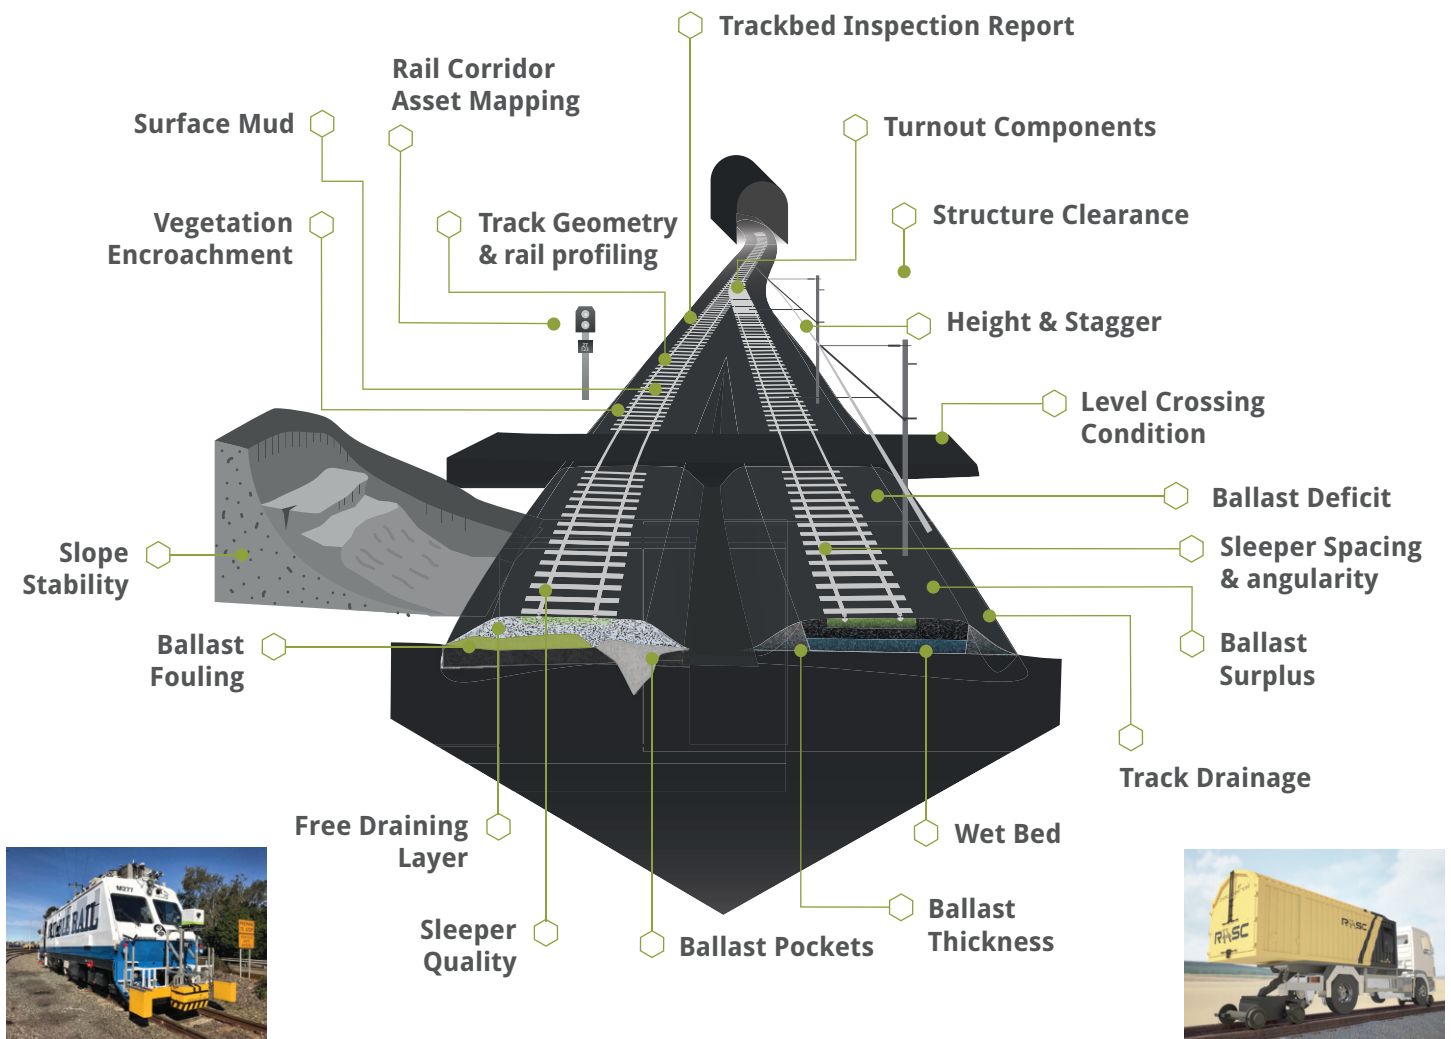 Trackbed Inspection Report
Rail Corridor
Asset Mapping
Surface Mud
Turnout Components
Vegetation
Encroachment
Track Geometry
& rail profiling
Structure Clearance
Height & Stagger
Level Crossing
Condition
Ballast Deficit
Slope
Stability
Sleeper Spacing
& angularity
Ballast
Fouling
Ballast
Surplus
Track Drainage
Free Draining
Layer
Wet Bed
Sleeper
Quality
Ballast Pockets
Ballast
Thickness
M277
RAIL
RASC
RASC